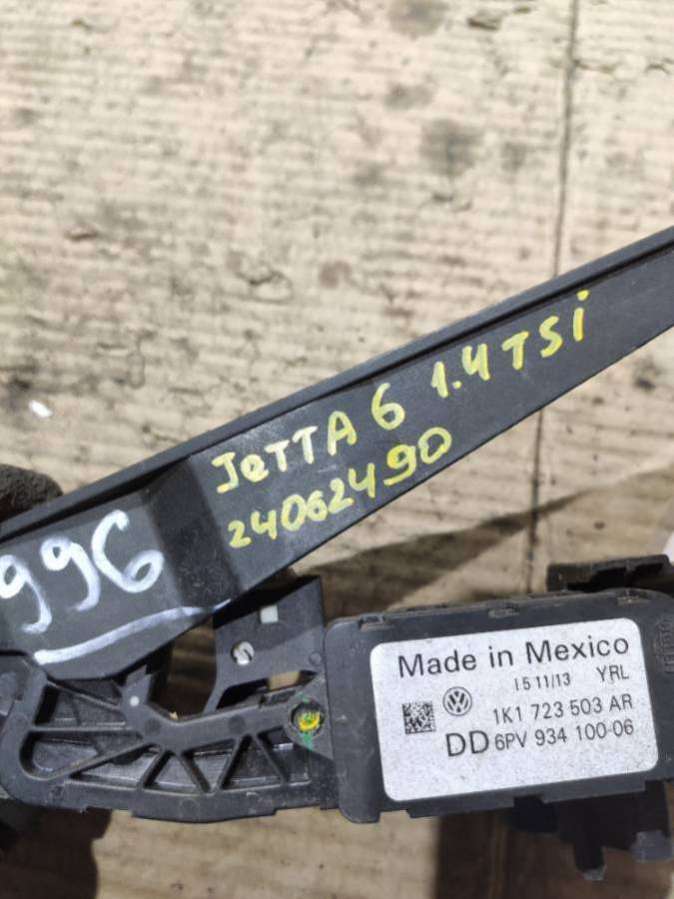 JeTTA 6 1.4 TSi
24062490
996
Made in Mexico
15 11/13 YRL
1K1 723 503 AR
DD 6PV 934 100-06